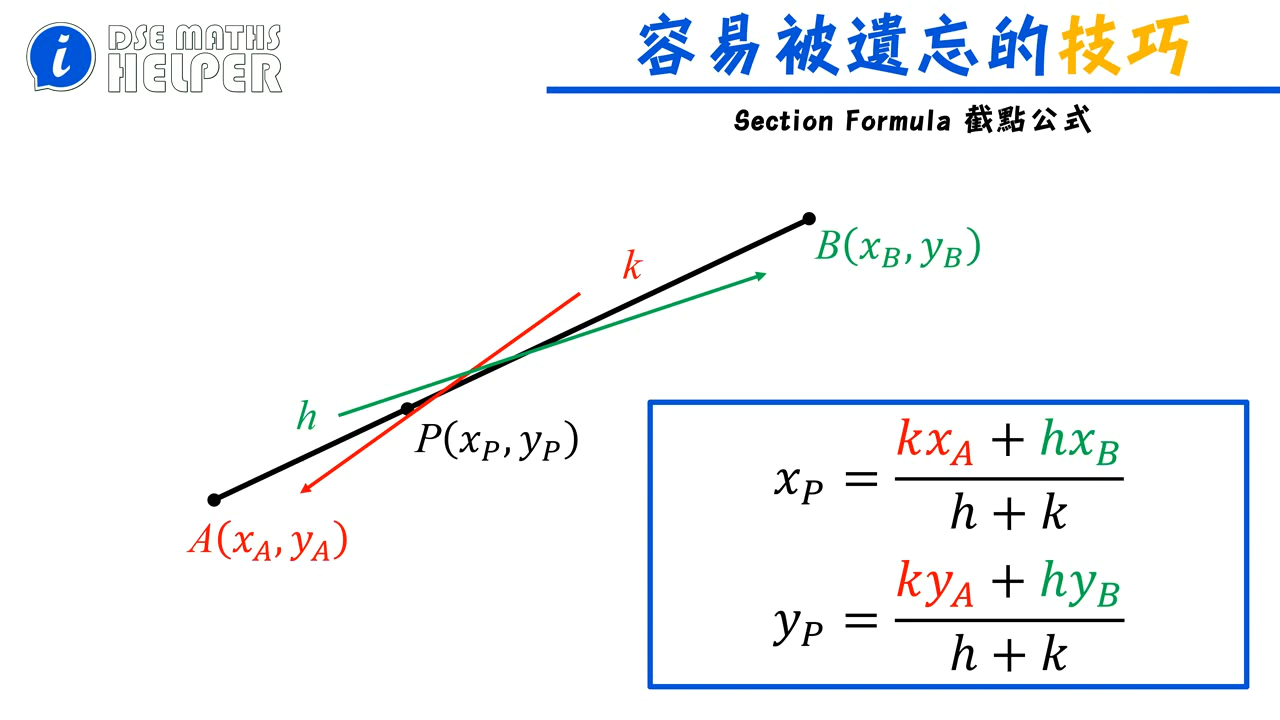 i DSE MATHS
HELPER
容易被遺忘的技巧
Section Formula 截點公式
k
B(x_B, y_B)
h
P(x_P, y_P)
A(x_A, y_A)
x_P = (kx_A + hx_B) / (h + k)
y_P = (ky_A + hy_B) / (h + k)